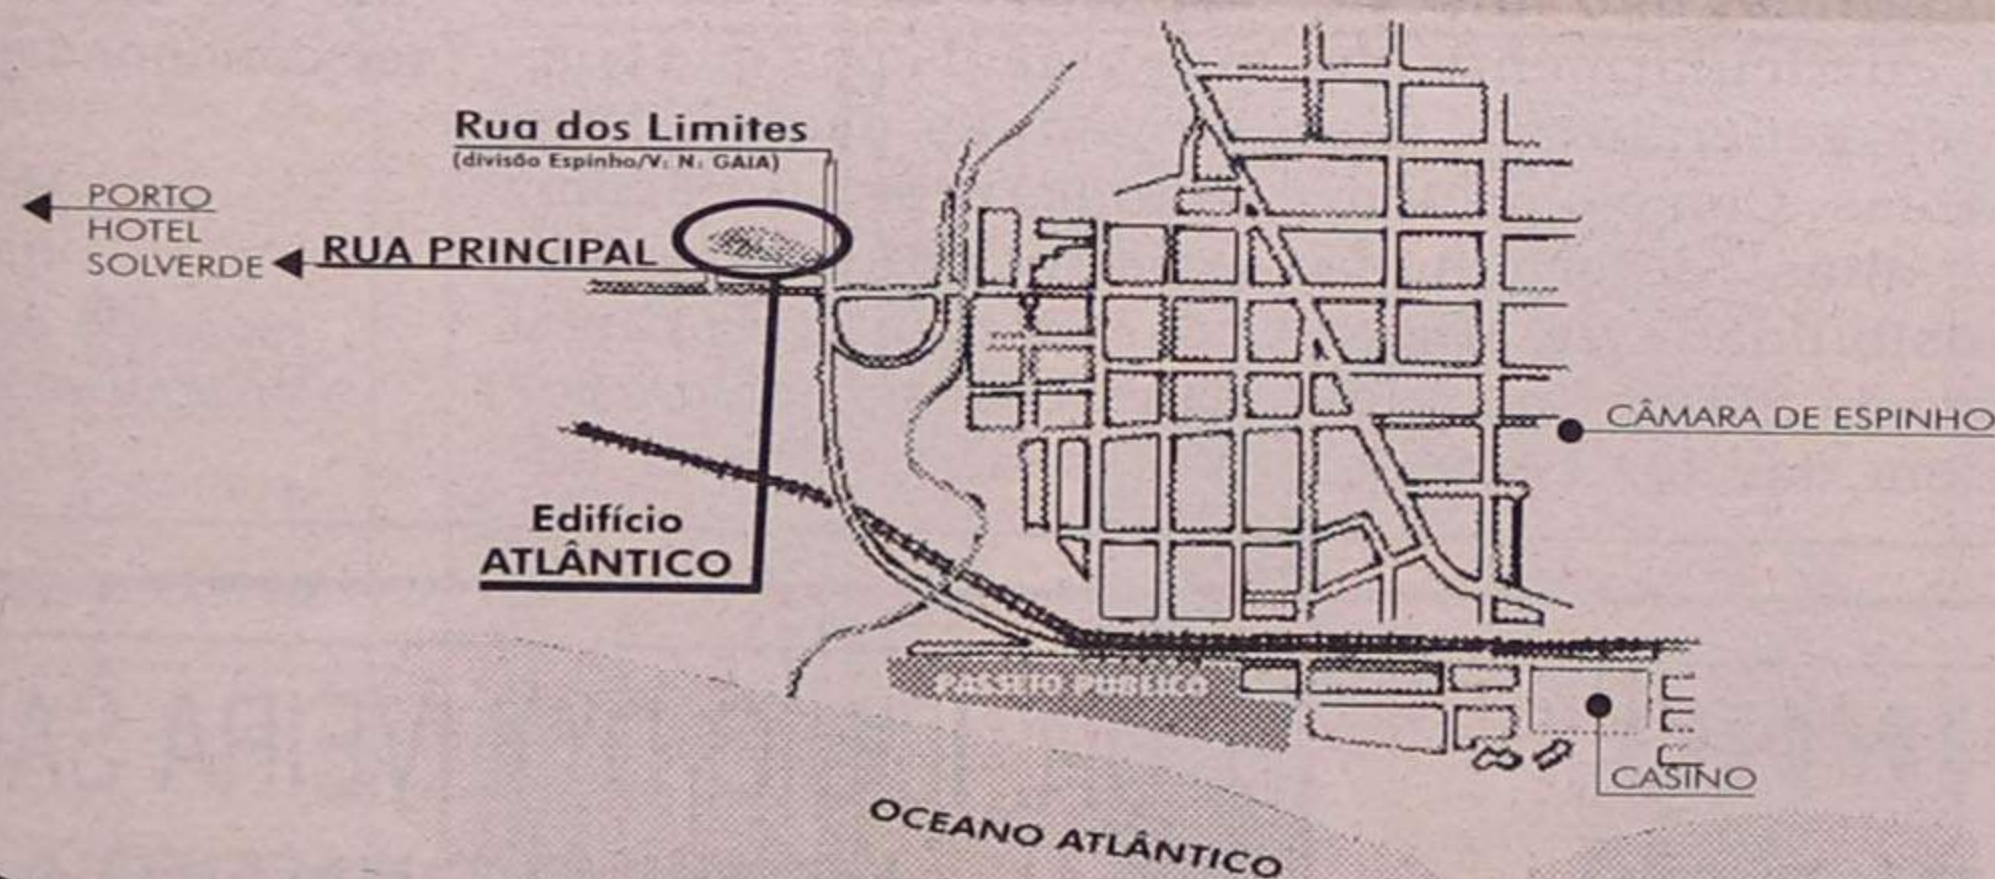 Rua dos Limites
(divisão Espinho/V: N: GAIA)
PORTO
HOTEL
SOLVERDE
RUA PRINCIPAL
CÂMARA DE ESPINHO
Edifício
ATLÂNTICO
PASSEIO PUBLICO
CASINO
OCEANO ATLÂNTICO